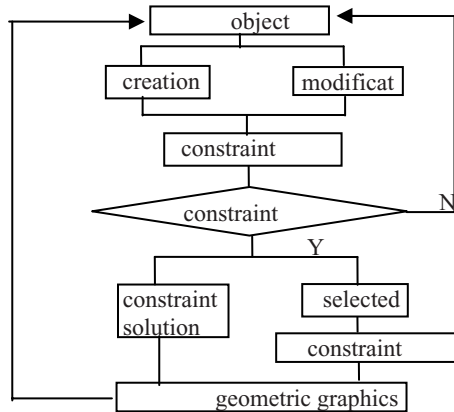 object
creation
modificat
constraint
constraint
N
Y
constraint
solution
selected
constraint
geometric graphics